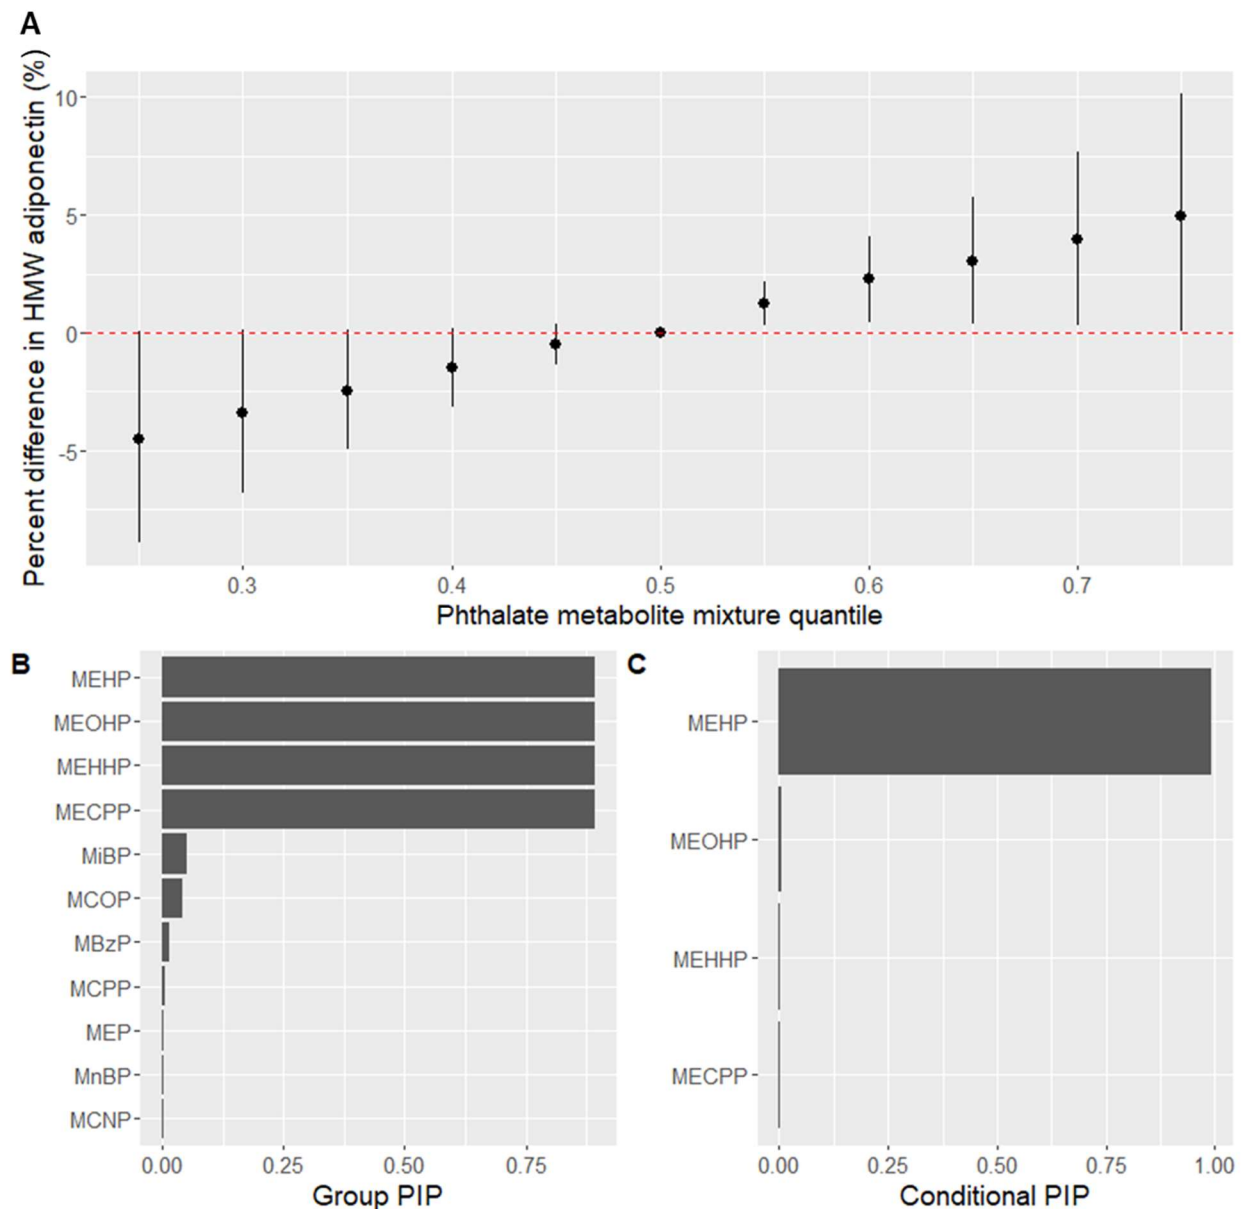 A
Percent difference in HMW adiponectin (%)
10
5
0
-5
0.3
0.4
0.5
0.6
0.7
Phthalate metabolite mixture quantile
B
MEHP
MEOHP
MEHHP
MECPP
MiBP
MCOP
MBzP
MCPP
MEP
MnBP
MCNP
0.00
0.25
0.50
0.75
Group PIP
C
MEHP
MEOHP
MEHHP
MECPP
0.00
0.25
0.50
0.75
1.00
Conditional PIP